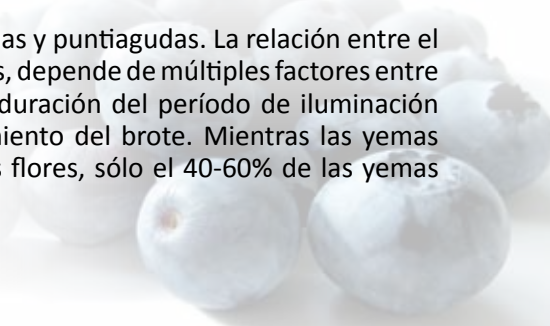 as y puntiagudas. La relación entre el
s, depende de múltiples factores entre
duración del período de iluminación
iento del brote. Mientras las yemas
s flores, sólo el 40-60% de las yemas